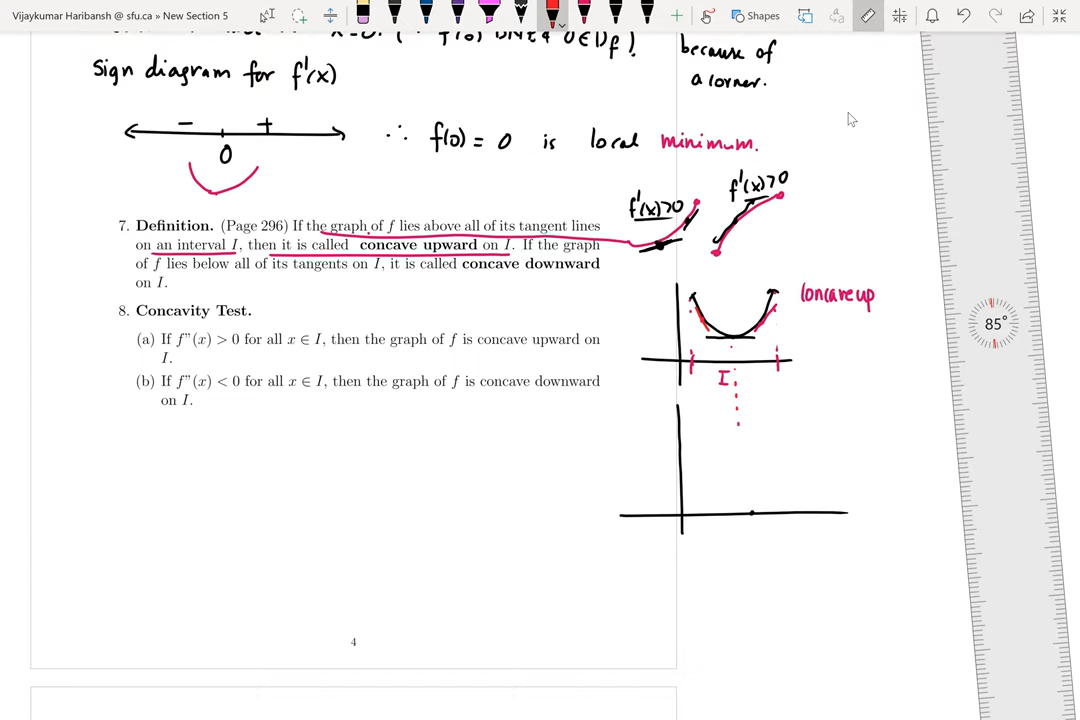 Vijaykumar Haribansh @ sfu.ca » New Section 5
Shapes
because of
a corner.
Sign diagram for f'(x)
− +
0
∴ f(0) = 0 is local minimum.
f'(x)>0
f'(x)>0
7. Definition. (Page 296) If the graph of f lies above all of its tangent lines
on an interval I, then it is called concave upward on I. If the graph
of f lies below all of its tangents on I, it is called concave downward
on I.
concave up
I
8. Concavity Test.
(a) If f”(x) > 0 for all x ∈ I, then the graph of f is concave upward on
I.
(b) If f”(x) < 0 for all x ∈ I, then the graph of f is concave downward
on I.
85°
4